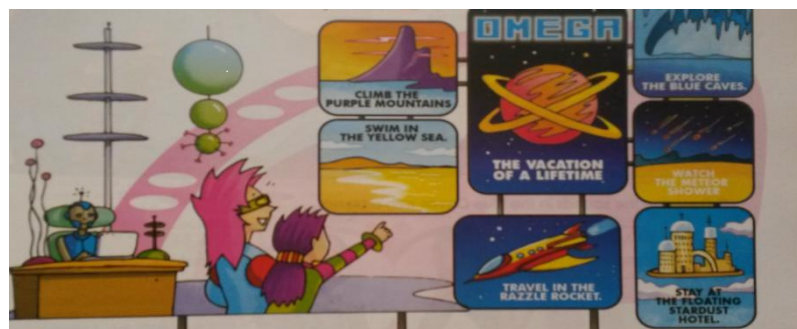 CLIMB THE
PURPLE MOUNTAINS
SWIM IN
THE YELLOW SEA.
OMEGA
THE VACATION
OF A LIFETIME
TRAVEL IN THE
RAZZLE ROCKET.
EXPLORE
THE BLUE CAVES.
WATCH
THE METEOR
SHOWER
STAY AT
THE FLOATING
STARDUST
HOTEL.